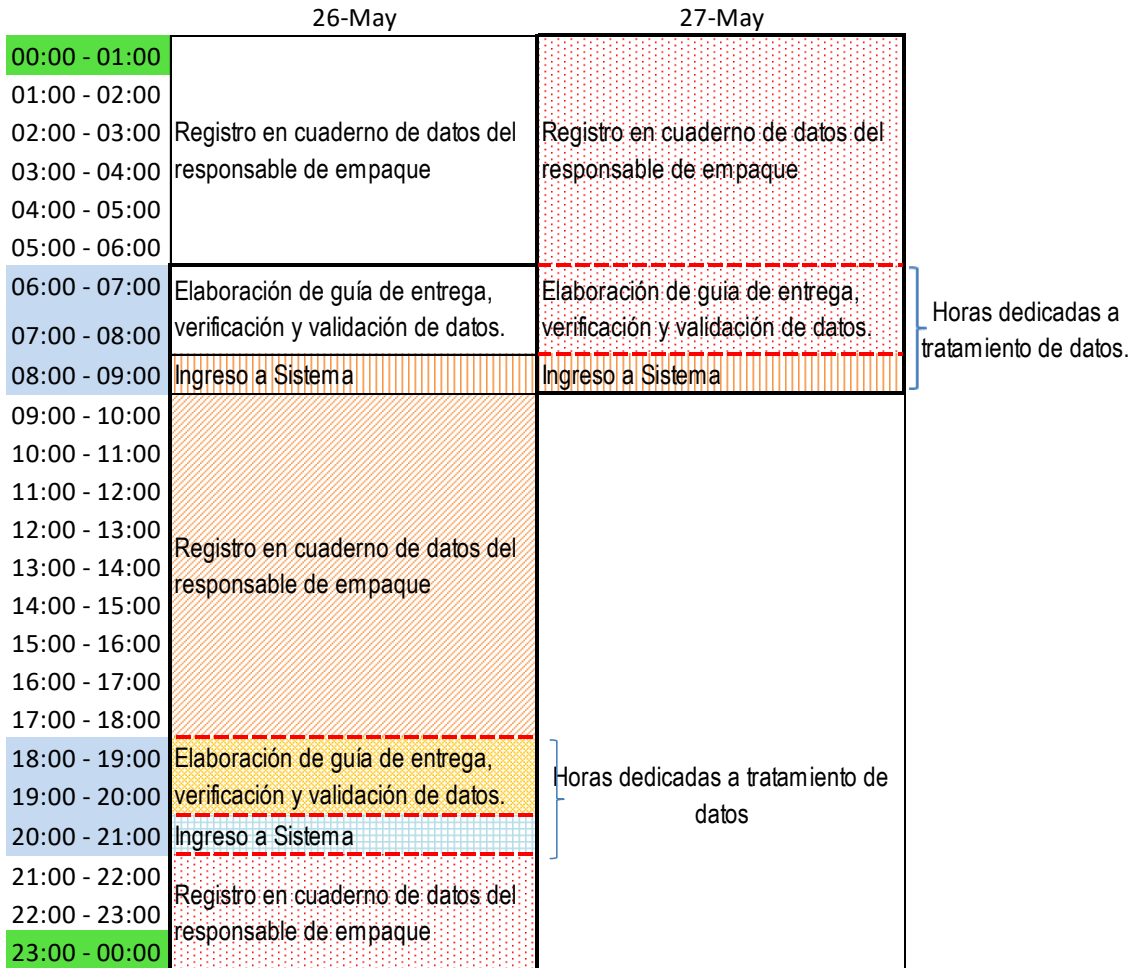 26-May 27-May
00:00 - 01:00
01:00 - 02:00
02:00 - 03:00 Registro en cuaderno de datos del Registro en cuaderno de datos del
03:00 - 04:00 responsable de empaque responsable de empaque
04:00 - 05:00
05:00 - 06:00
06:00 - 07:00 Elaboración de guía de entrega, Elaboración de guia de entrega,
07:00 - 08:00 verificación y validación de datos. verificación y validación de datos.
Horas dedicadas a
tratamiento de datos.
08:00 - 09:00 Ingreso a Sistema Ingreso a Sistema
09:00 - 10:00
10:00 - 11:00
11:00 - 12:00
12:00 - 13:00 Registro en cuaderno de datos del
13:00 - 14:00 responsable de empaque
14:00 - 15:00
15:00 - 16:00
16:00 - 17:00
17:00 - 18:00
18:00 - 19:00 Elaboración de guía de entrega,
19:00 - 20:00 verificación y validación de datos.
Horas dedicadas a tratamiento de
datos
20:00 - 21:00 Ingreso a Sistema
21:00 - 22:00 Registro en cuaderno de datos del
22:00 - 23:00 responsable de empaque
23:00 - 00:00